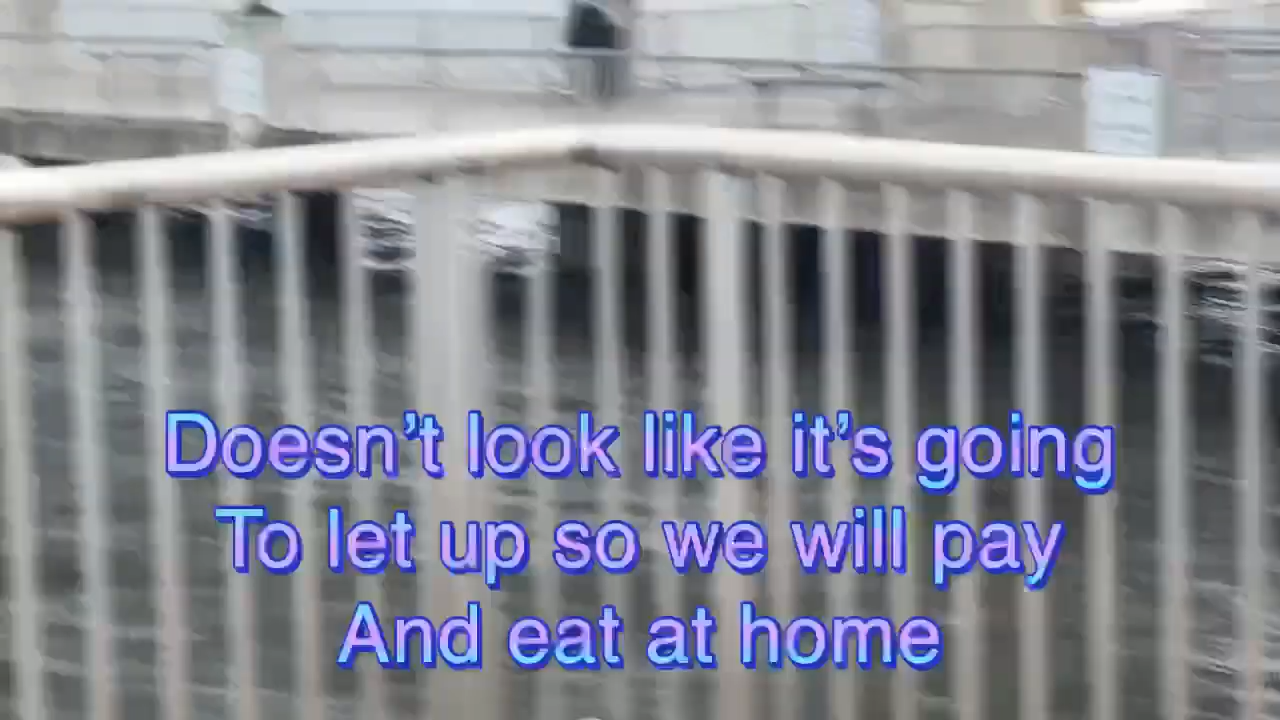 Doesn’t look like it’s going
To let up so we will pay
And eat at home